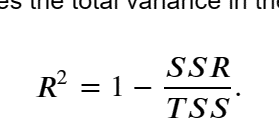 es the total variance in the
R² = 1 − SSR / TSS.